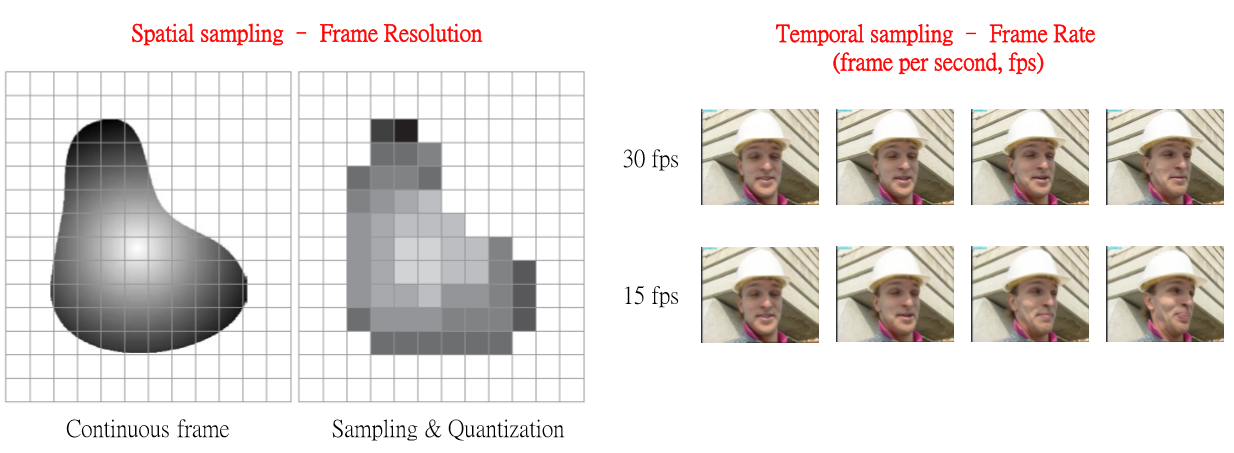 Spatial sampling － Frame Resolution
Continuous frame
Sampling & Quantization
Temporal sampling － Frame Rate
(frame per second, fps)
30 fps
15 fps